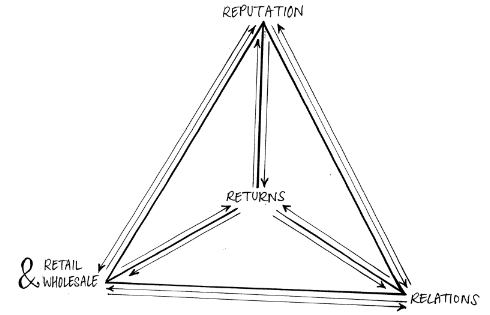 REPUTATION
RETURNS
& RETAIL
WHOLESALE
RELATIONS